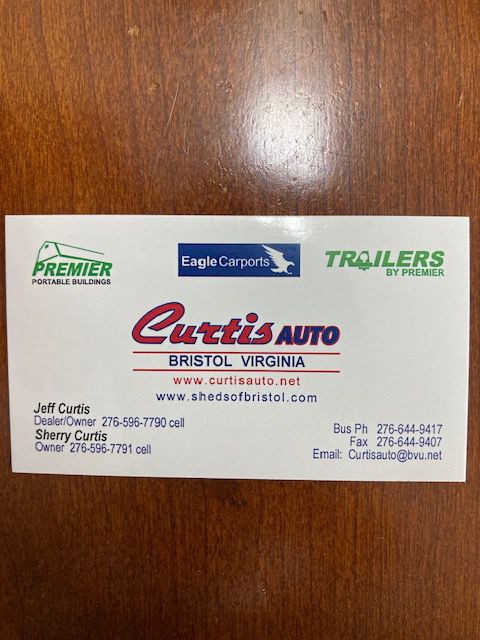 PREMIER
PORTABLE BUILDINGS
Eagle Carports
TRAILERS
BY PREMIER
Curtis AUTO
BRISTOL VIRGINIA
www.curtisauto.net
www.shedsofbristol.com
Jeff Curtis
Dealer/Owner 276-596-7790 cell
Sherry Curtis
Owner 276-596-7791 cell
Bus Ph 276-644-9417
Fax 276-644-9407
Email: Curtisauto@bvu.net